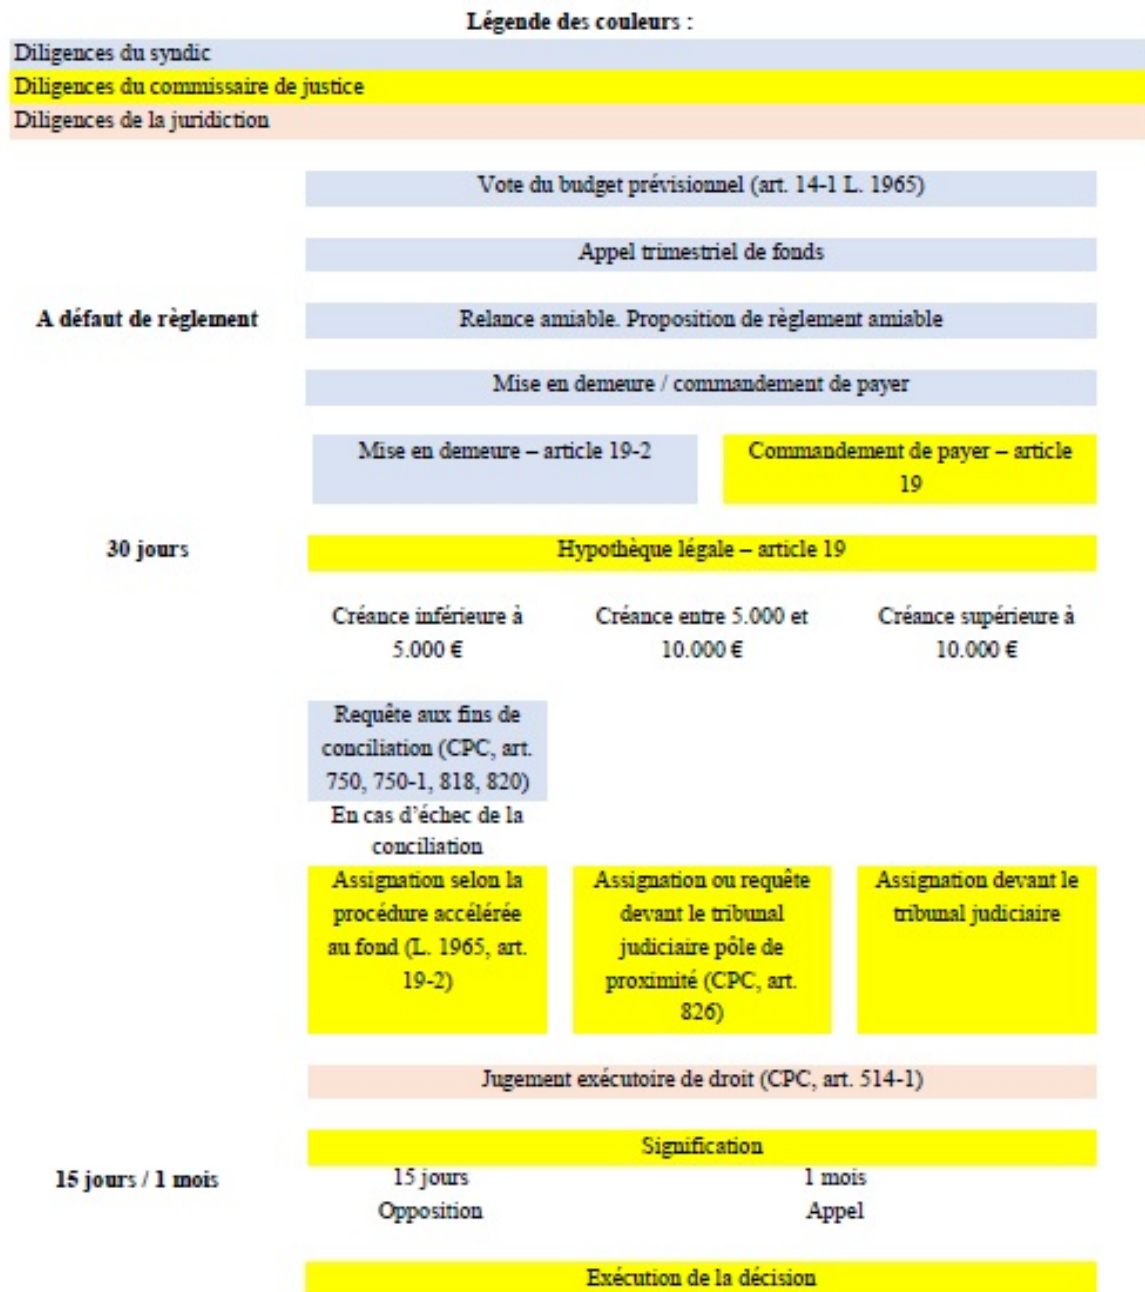 Légende des couleurs :
Diligences du syndic
Diligences du commissaire de justice
Diligences de la juridiction
Vote du budget prévisionnel (art. 14-1 L. 1965)
Appel trimestriel de fonds
A défaut de règlement
Relance amiable. Proposition de règlement amiable
Mise en demeure / commandement de payer
Mise en demeure – article 19-2
Commandement de payer – article
19
30 jours
Hypothèque légale – article 19
Créance inférieure à
5.000 €
Créance entre 5.000 et
10.000 €
Créance supérieure à
10.000 €
Requête aux fins de
conciliation (CPC, art.
750, 750-1, 818, 820)
En cas d'échec de la
conciliation
Assignation selon la
procédure accélérée
au fond (L. 1965, art.
19-2)
Assignation ou requête
devant le tribunal
judiciaire pôle de
proximité (CPC, art.
826)
Assignation devant le
tribunal judiciaire
Jugement exécutoire de droit (CPC, art. 514-1)
Signification
15 jours / 1 mois
15 jours
Opposition
1 mois
Appel
Exécution de la décision